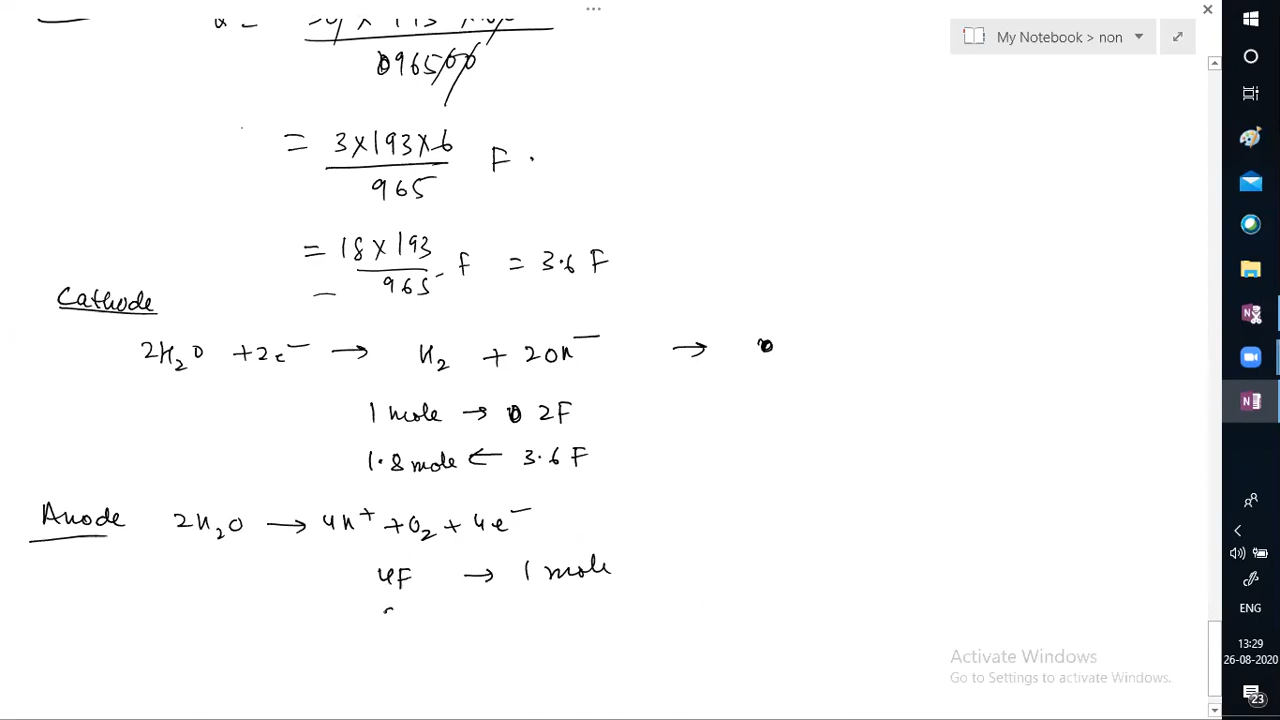 My Notebook > non
096500
= 3×193×6 F.
965
= 18×193 F = 3.6 F
965
Cathode
2H₂O + 2e⁻ → H₂ + 2OH⁻ →
1 mole → 2F
1.8 mole ← 3.6 F
Anode 2H₂O → 4H⁺ + O₂ + 4e⁻
4F → 1 mole
Activate Windows
Go to Settings to activate Windows.
ENG
13:29
26-08-2020
23